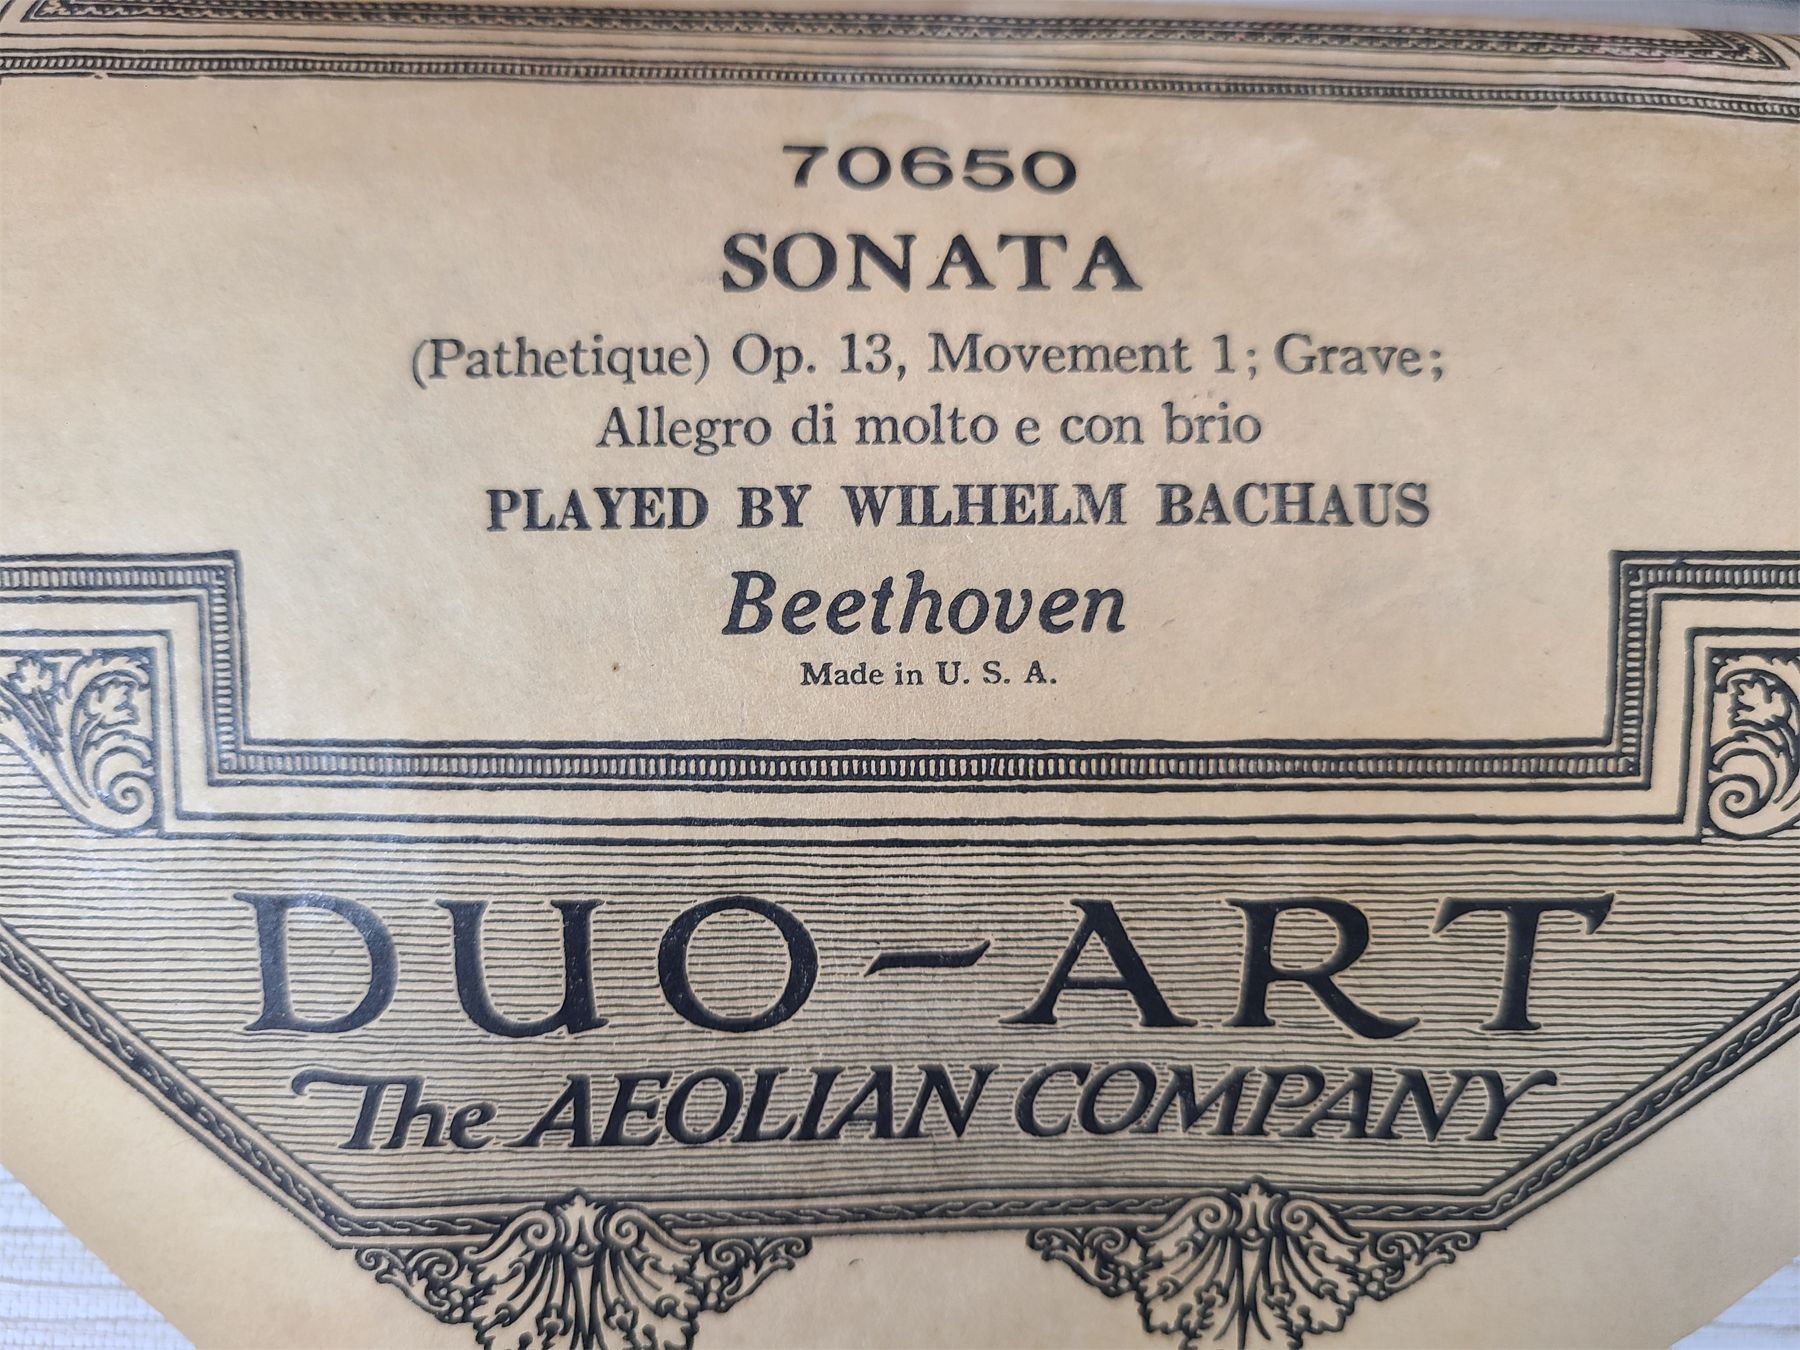 70650
SONATA
(Pathetique) Op. 13, Movement 1; Grave;
Allegro di molto e con brio
PLAYED BY WILHELM BACHAUS
Beethoven
Made in U. S. A.
DUO-ART
The AEOLIAN COMPANY